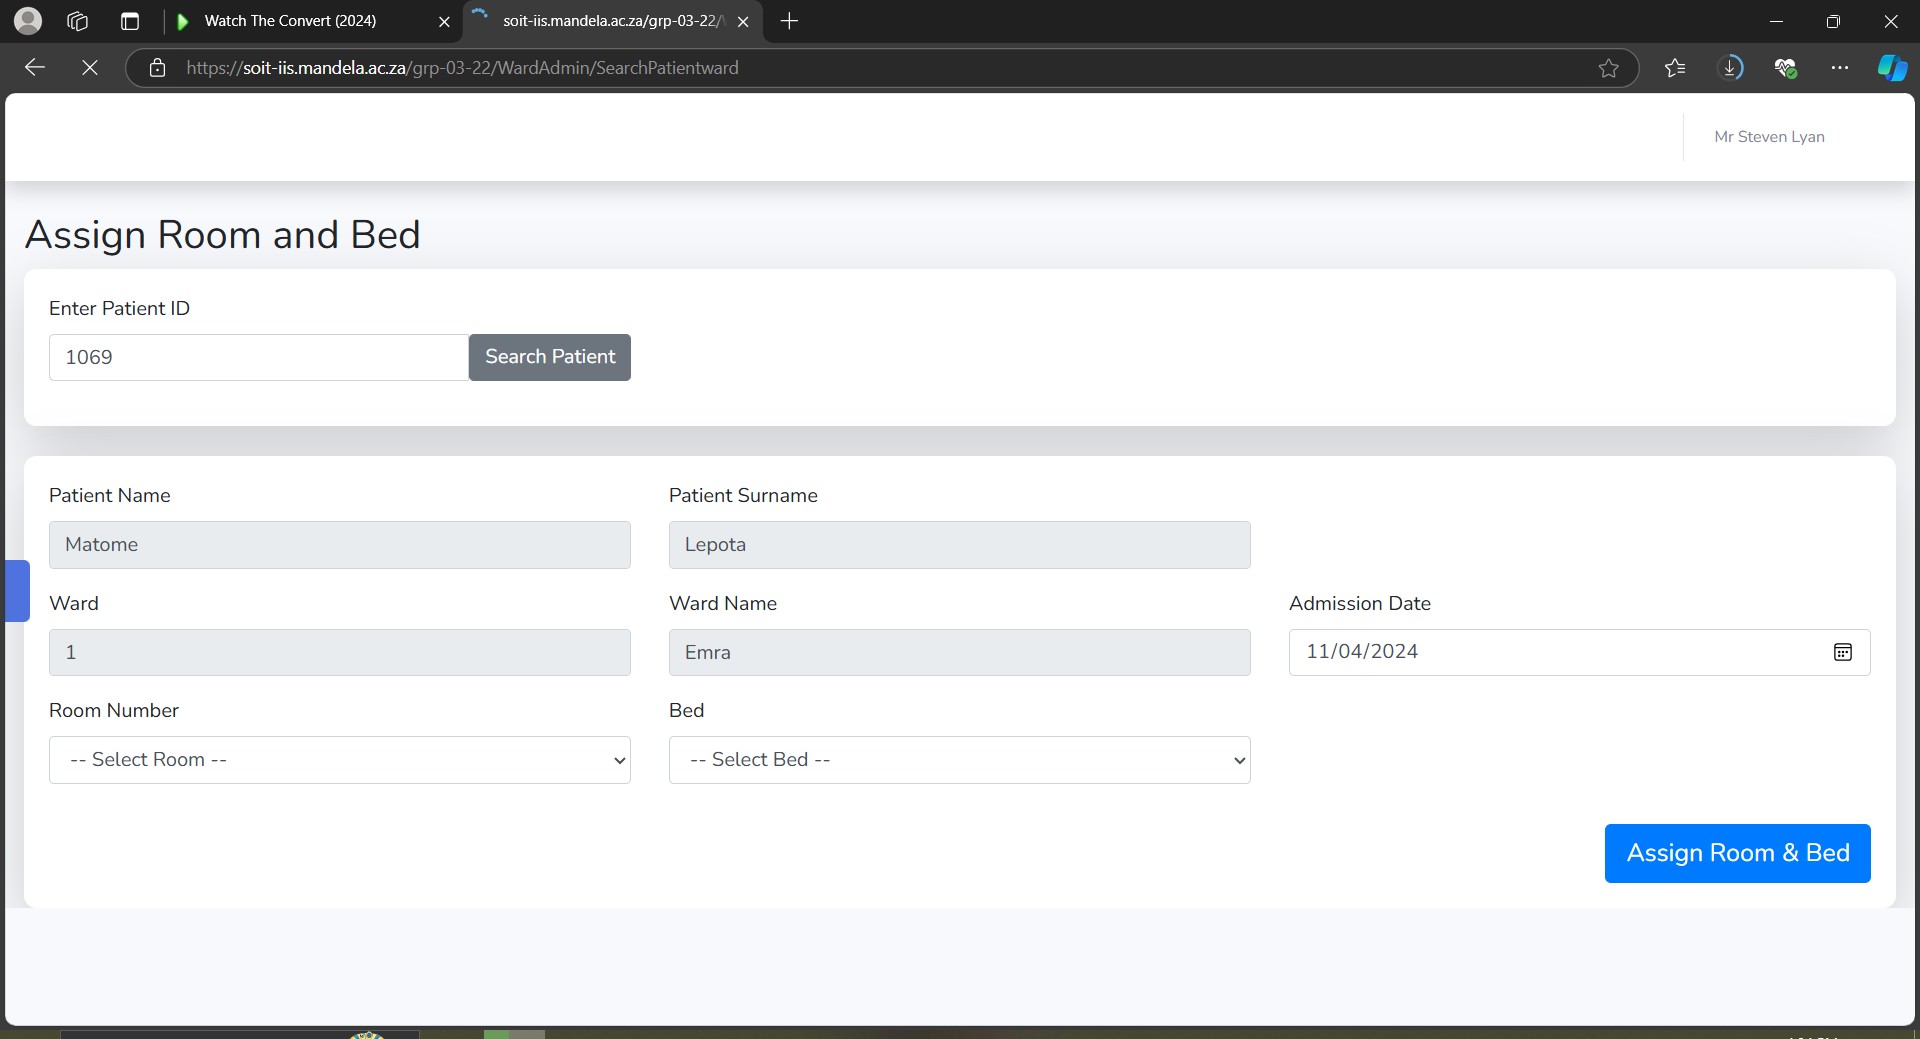 Watch The Convert (2024)
soit-iis.mandela.ac.za/grp-03-22/
https://soit-iis.mandela.ac.za/grp-03-22/WardAdmin/SearchPatientward
Mr Steven Lyan
Assign Room and Bed
Enter Patient ID
1069
Search Patient
Patient Name
Patient Surname
Matome
Lepota
Ward
Ward Name
Admission Date
1
Emra
11/04/2024
Room Number
Bed
-- Select Room --
-- Select Bed --
Assign Room & Bed